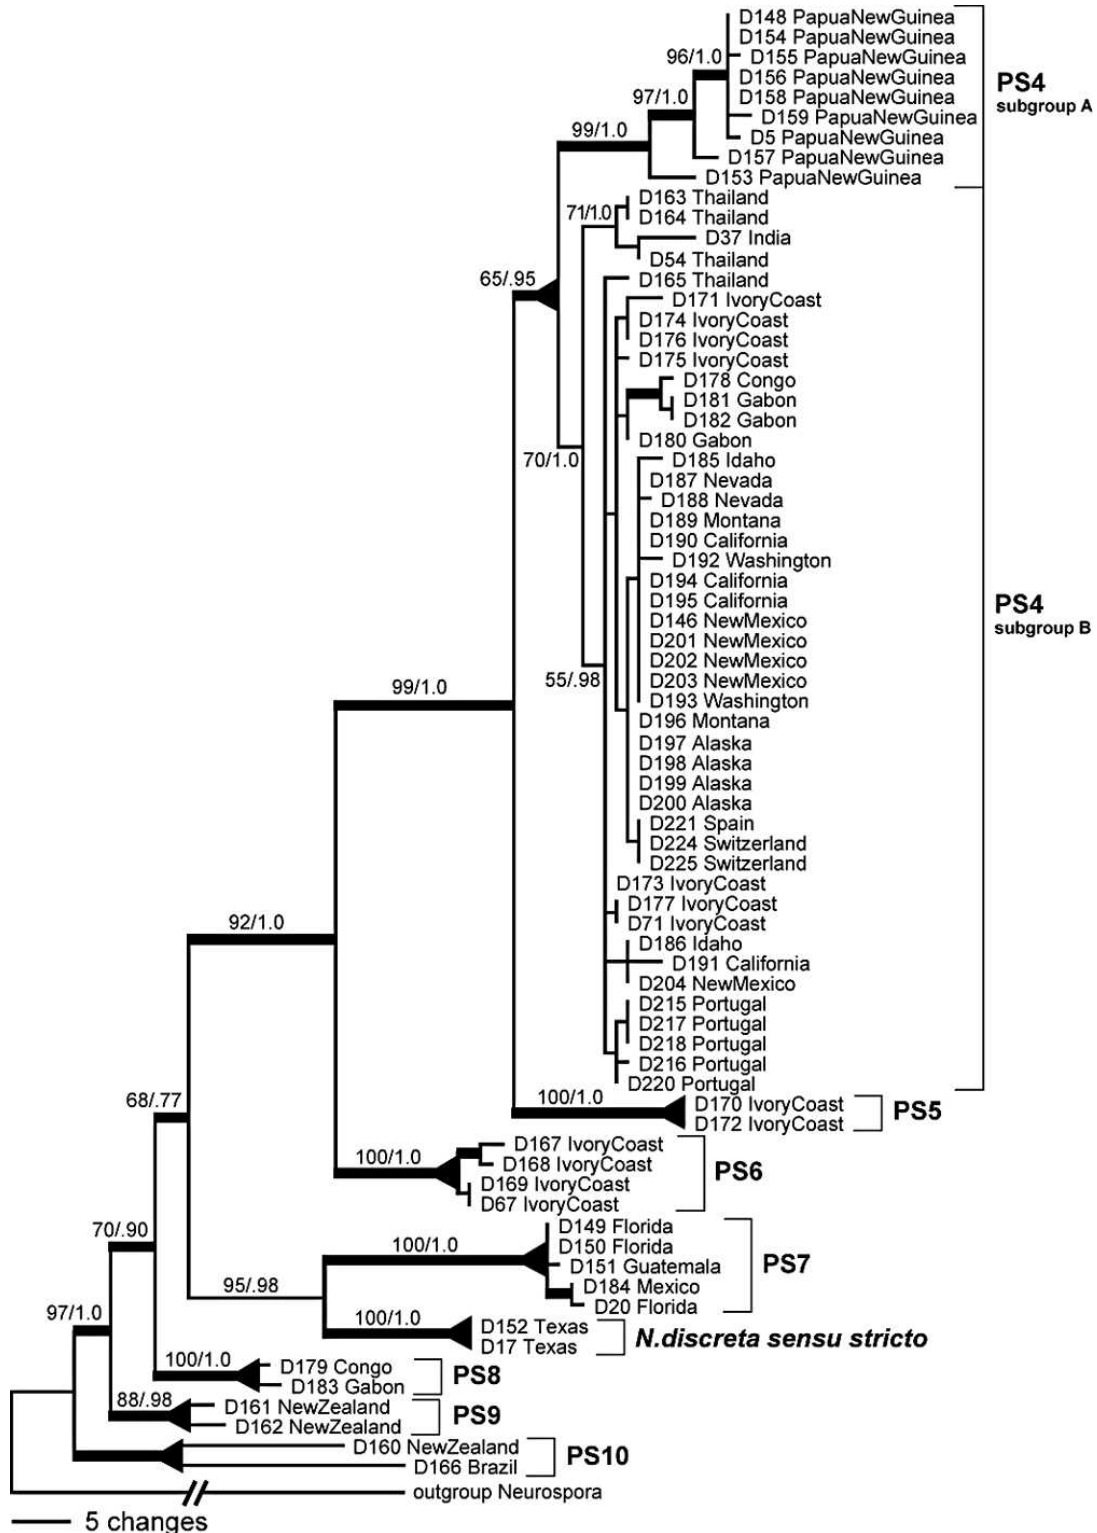 D148 PapuaNewGuinea
D154 PapuaNewGuinea
96/1.0
D155 PapuaNewGuinea
D156 PapuaNewGuinea
PS4
97/1.0
D158 PapuaNewGuinea
subgroup A
D159 PapuaNewGuinea
99/1.0
D5 PapuaNewGuinea
D157 PapuaNewGuinea
D153 PapuaNewGuinea
D163 Thailand
71/1.0
D164 Thailand
D37 India
D54 Thailand
65/.95
D165 Thailand
D171 IvoryCoast
D174 IvoryCoast
D176 IvoryCoast
D175 IvoryCoast
D178 Congo
D181 Gabon
D182 Gabon
D180 Gabon
70/1.0
D185 Idaho
D187 Nevada
D188 Nevada
D189 Montana
D190 California
D192 Washington
D194 California
D195 California
PS4
D146 NewMexico
subgroup B
D201 NewMexico
D202 NewMexico
55/.98
D203 NewMexico
99/1.0
D193 Washington
D196 Montana
D197 Alaska
D198 Alaska
D199 Alaska
D200 Alaska
D221 Spain
D224 Switzerland
D225 Switzerland
D173 IvoryCoast
D177 IvoryCoast
92/1.0
D71 IvoryCoast
D186 Idaho
D191 California
D204 NewMexico
D215 Portugal
D217 Portugal
D218 Portugal
D216 Portugal
D220 Portugal
68/.77
100/1.0
D170 IvoryCoast
PS5
D172 IvoryCoast
100/1.0
D167 IvoryCoast
D168 IvoryCoast
PS6
D169 IvoryCoast
D67 IvoryCoast
70/.90
D149 Florida
100/1.0
D150 Florida
D151 Guatemala
PS7
95/.98
D184 Mexico
D20 Florida
97/1.0
100/1.0
D152 Texas
N.discreta sensu stricto
D17 Texas
100/1.0
D179 Congo
PS8
D183 Gabon
88/.98
D161 NewZealand
PS9
D162 NewZealand
D160 NewZealand
PS10
D166 Brazil
outgroup Neurospora
5 changes